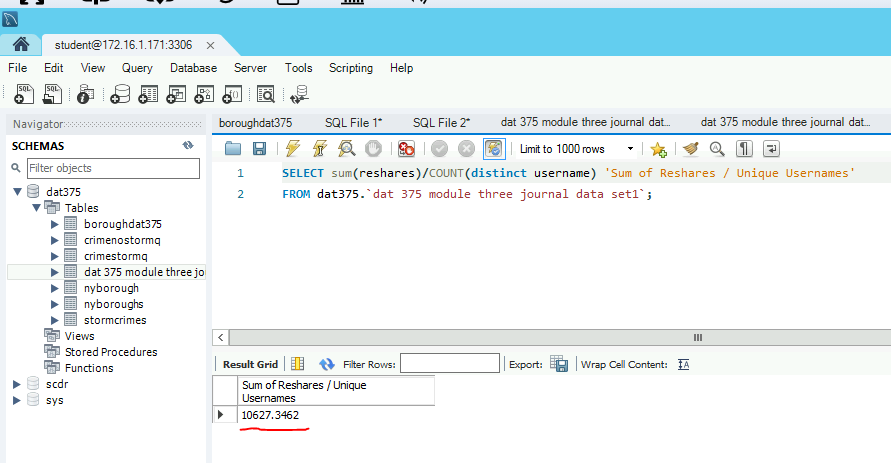 student@172.16.1.171:3306
File Edit View Query Database Server Tools Scripting Help
Navigator
SCHEMAS
Filter objects
dat375
Tables
boroughdat375
crimenostormq
crimestormq
dat 375 module three jo
nyborough
nyboroughs
stormcrimes
Views
Stored Procedures
Functions
scdr
sys
boroughdat375 SQL File 1* SQL File 2* dat 375 module three journal dat... dat 375 module three journal dat...
Limit to 1000 rows
1 SELECT sum(reshares)/COUNT(distinct username) 'Sum of Reshares / Unique Usernames'
2 FROM dat375.`dat 375 module three journal data set1`;
Result Grid Filter Rows: Export: Wrap Cell Content:
Sum of Reshares / Unique
Usernames
10627.3462